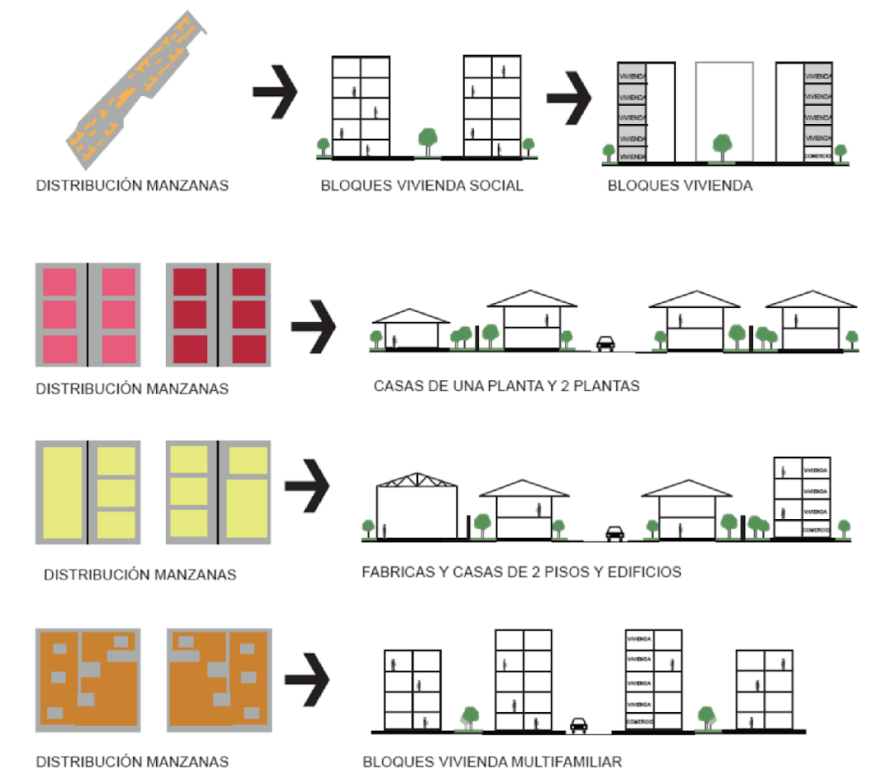 DISTRIBUCIÓN MANZANAS
BLOQUES VIVIENDA SOCIAL
VIVIENDA
VIVIENDA
VIVIENDA
VIVIENDA
VIVIENDA
VIVIENDA
VIVIENDA
VIVIENDA
VIVIENDA
COMERCIO
BLOQUES VIVIENDA
DISTRIBUCIÓN MANZANAS
CASAS DE UNA PLANTA Y 2 PLANTAS
VIVIENDA
VIVIENDA
VIVIENDA
COMERCIO
DISTRIBUCIÓN MANZANAS
FABRICAS Y CASAS DE 2 PISOS Y EDIFICIOS
VIVIENDA
VIVIENDA
VIVIENDA
VIVIENDA
COMERCIO
DISTRIBUCIÓN MANZANAS
BLOQUES VIVIENDA MULTIFAMILIAR